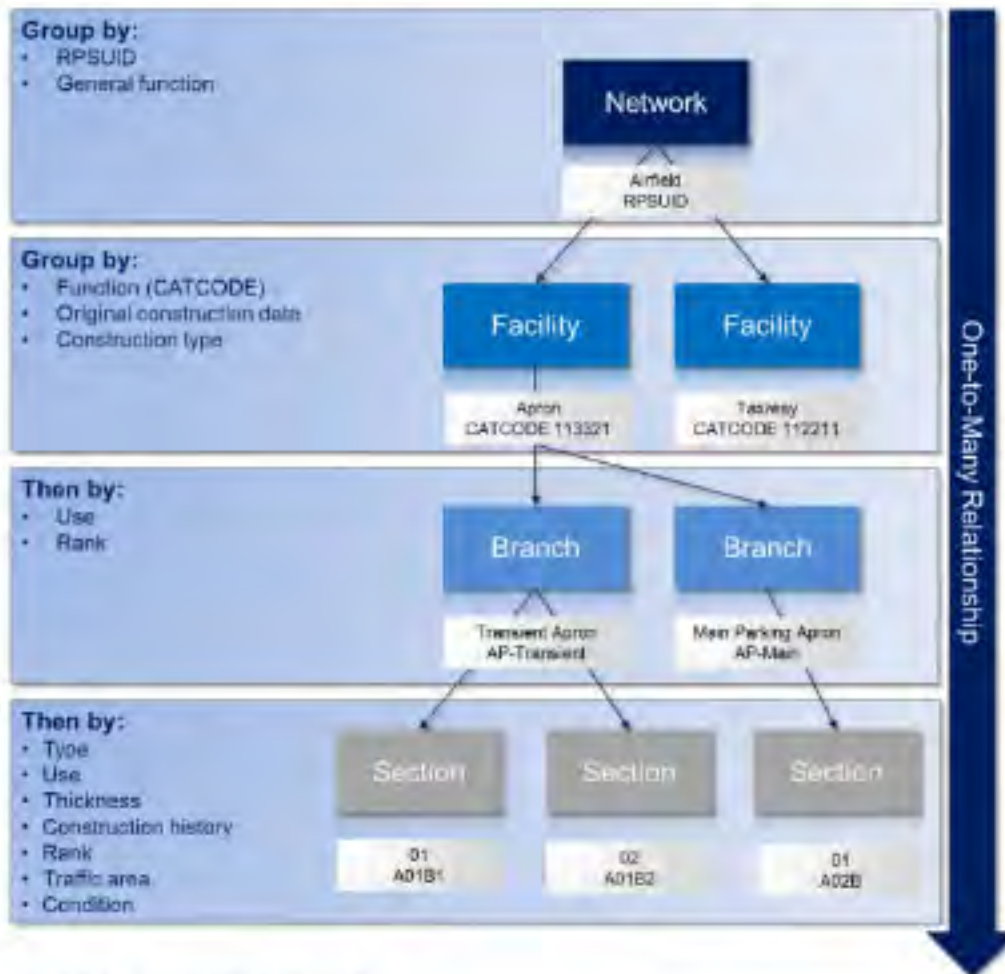 Group by:
• RPSUID
• General function
Network
Airfield
RPSUID
Group by:
• Function (CATCODE)
• Original construction date
• Construction type
Facility
Facility
Apron
CATCODE 113321
Taxiway
CATCODE 112211
Then by:
• Use
• Rank
Branch
Branch
Transient Apron
AP-Transient
Main Parking Apron
AP-Main
Then by:
• Type
• Use
• Thickness
• Construction history
• Rank
• Traffic area
• Condition
Section
Section
Section
01
A01B1
02
A01B2
01
A02B
One-to-Many Relationship